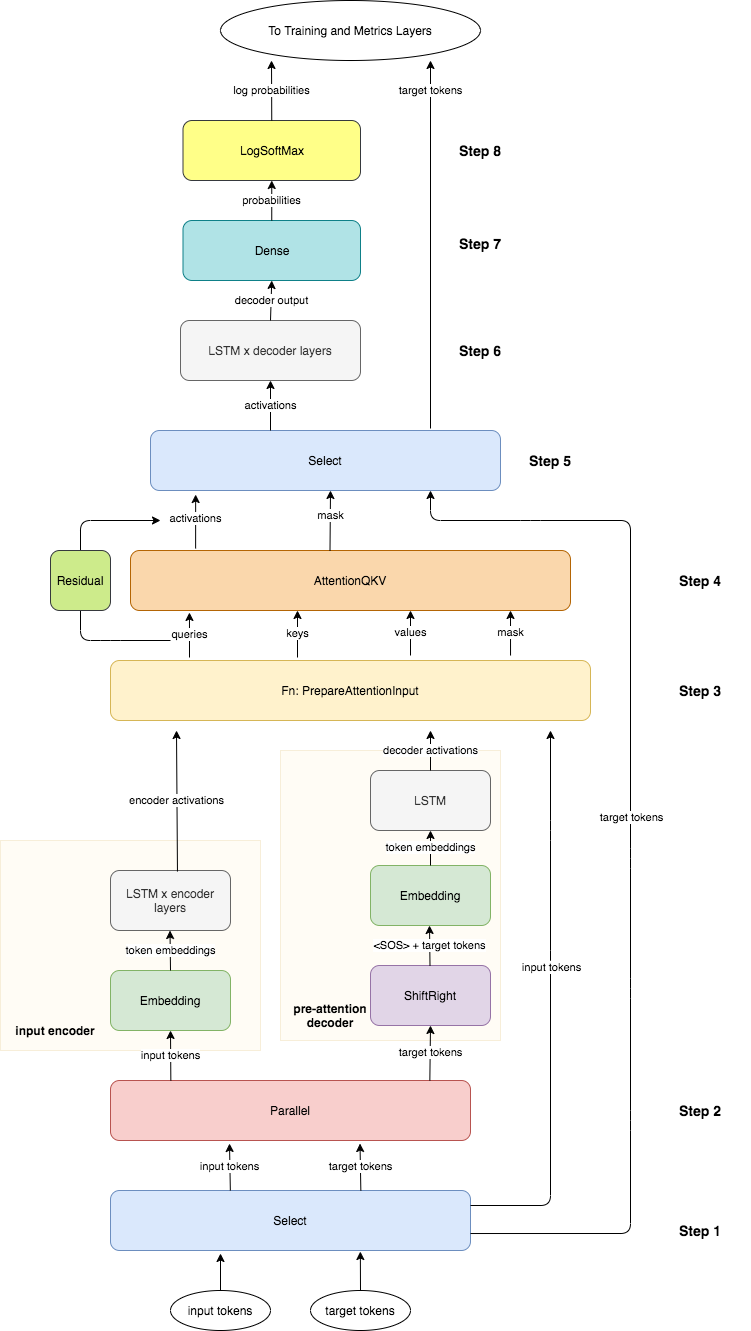 To Training and Metrics Layers
log probabilities
target tokens
LogSoftMax
Step 8
probabilities
Dense
Step 7
decoder output
LSTM x decoder layers
Step 6
activations
Select
Step 5
activations
mask
Residual
AttentionQKV
Step 4
queries
keys
values
mask
Fn: PrepareAttentionInput
Step 3
decoder activations
encoder activations
LSTM
target tokens
token embeddings
LSTM x encoder
layers
Embedding
token embeddings
<SOS> + target tokens
input tokens
Embedding
ShiftRight
input encoder
pre-attention
decoder
input tokens
target tokens
Parallel
Step 2
input tokens
target tokens
Select
Step 1
input tokens
target tokens